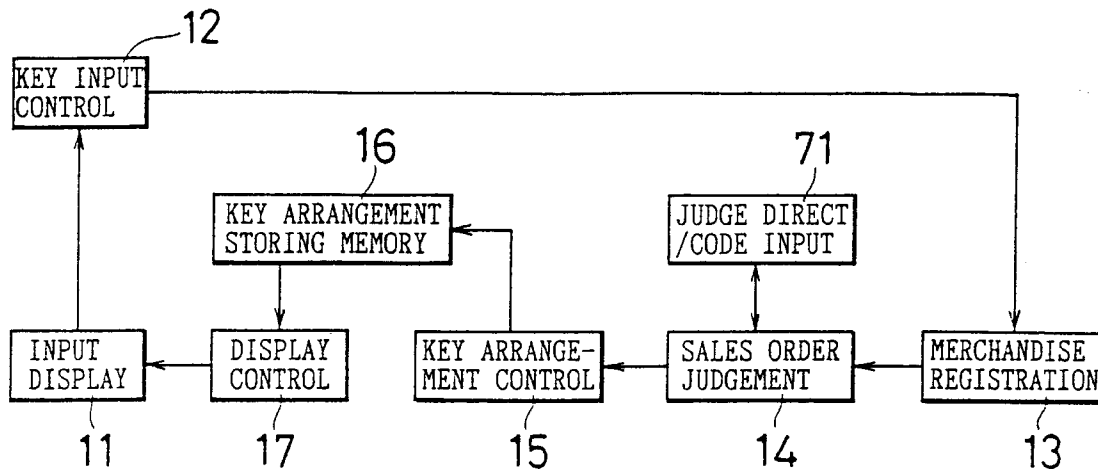 12
KEY INPUT
CONTROL
16
71
KEY ARRANGEMENT
STORING MEMORY
JUDGE DIRECT
/CODE INPUT
INPUT
DISPLAY
DISPLAY
CONTROL
KEY ARRANGE-
MENT CONTROL
SALES ORDER
JUDGEMENT
MERCHANDISE
REGISTRATION
11
17
15
14
13